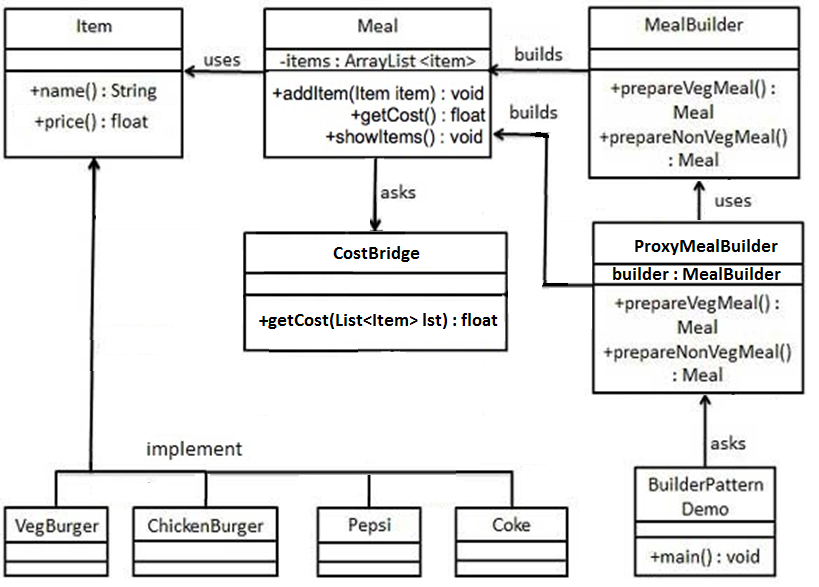 Item
+name() : String
+price() : float
uses
Meal
-items : ArrayList <item>
+addItem(Item item) : void
+getCost() : float
+showItems() : void
builds
builds
MealBuilder
+prepareVegMeal() :
Meal
+prepareNonVegMeal()
: Meal
asks
uses
CostBridge
+getCost(List<Item> lst) : float
ProxyMealBuilder
builder : MealBuilder
+prepareVegMeal() :
Meal
+prepareNonVegMeal()
: Meal
asks
implement
VegBurger
ChickenBurger
Pepsi
Coke
BuilderPattern
Demo
+main() : void